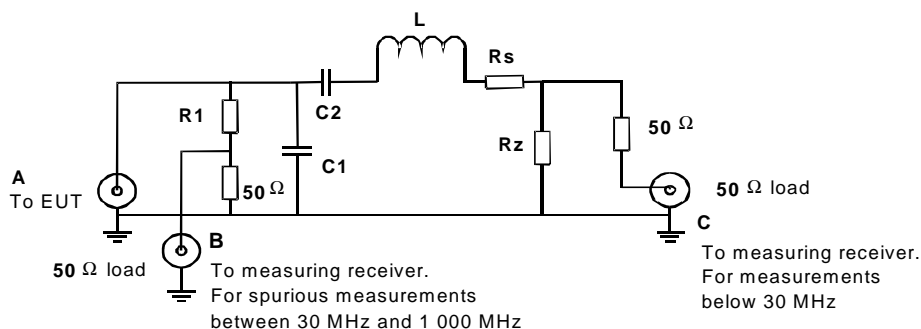 L
Rs
C2
R1
50 Ω
Rz
C1
A
To EUT
50 Ω
50 Ω load
C
B
50 Ω load
To measuring receiver.
For spurious measurements
between 30 MHz and 1 000 MHz
To measuring receiver.
For measurements
below 30 MHz